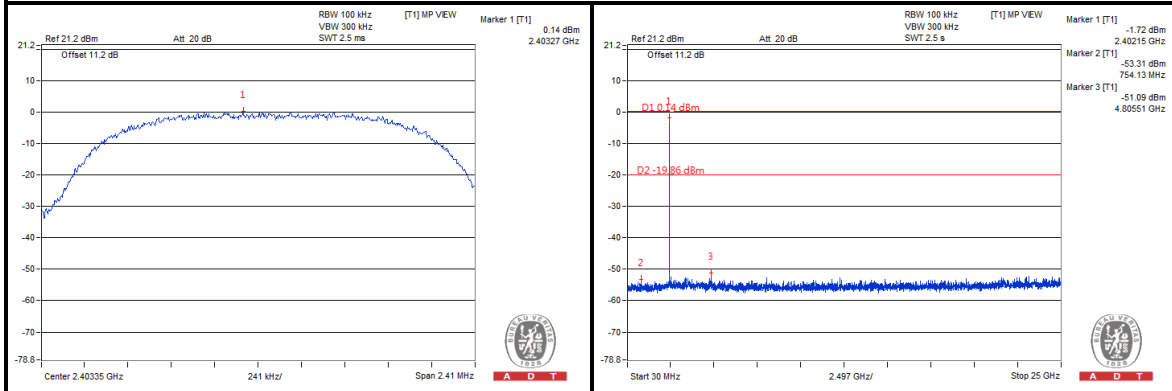 RBW 100 kHz
[T1] MP VIEW
VBW 300 kHz
Ref 21.2 dBm
Att 20 dB
SWT 2.5 ms
Marker 1 [T1]
0.14 dBm
2.40327 GHz
21.2
Offset 11.2 dB
10
0
-10
-20
-30
-40
-50
-60
-70
-78.8
1
Center 2.40335 GHz
241 kHz/
Span 2.41 MHz
BUREAU VERITAS
1828
A D T
RBW 100 kHz
[T1] MP VIEW
VBW 300 kHz
Ref 21.2 dBm
Att 20 dB
SWT 2.5 s
Marker 1 [T1]
-1.72 dBm
2.40215 GHz
Marker 2 [T1]
-53.31 dBm
754.13 MHz
Marker 3 [T1]
-51.09 dBm
4.80551 GHz
21.2
Offset 11.2 dB
10
0
-10
-20
-30
-40
-50
-60
-70
-78.8
1
D1 0.14 dBm
D2 -19.86 dBm
2
3
Start 30 MHz
2.497 GHz/
Stop 25 GHz
BUREAU VERITAS
1828
A D T